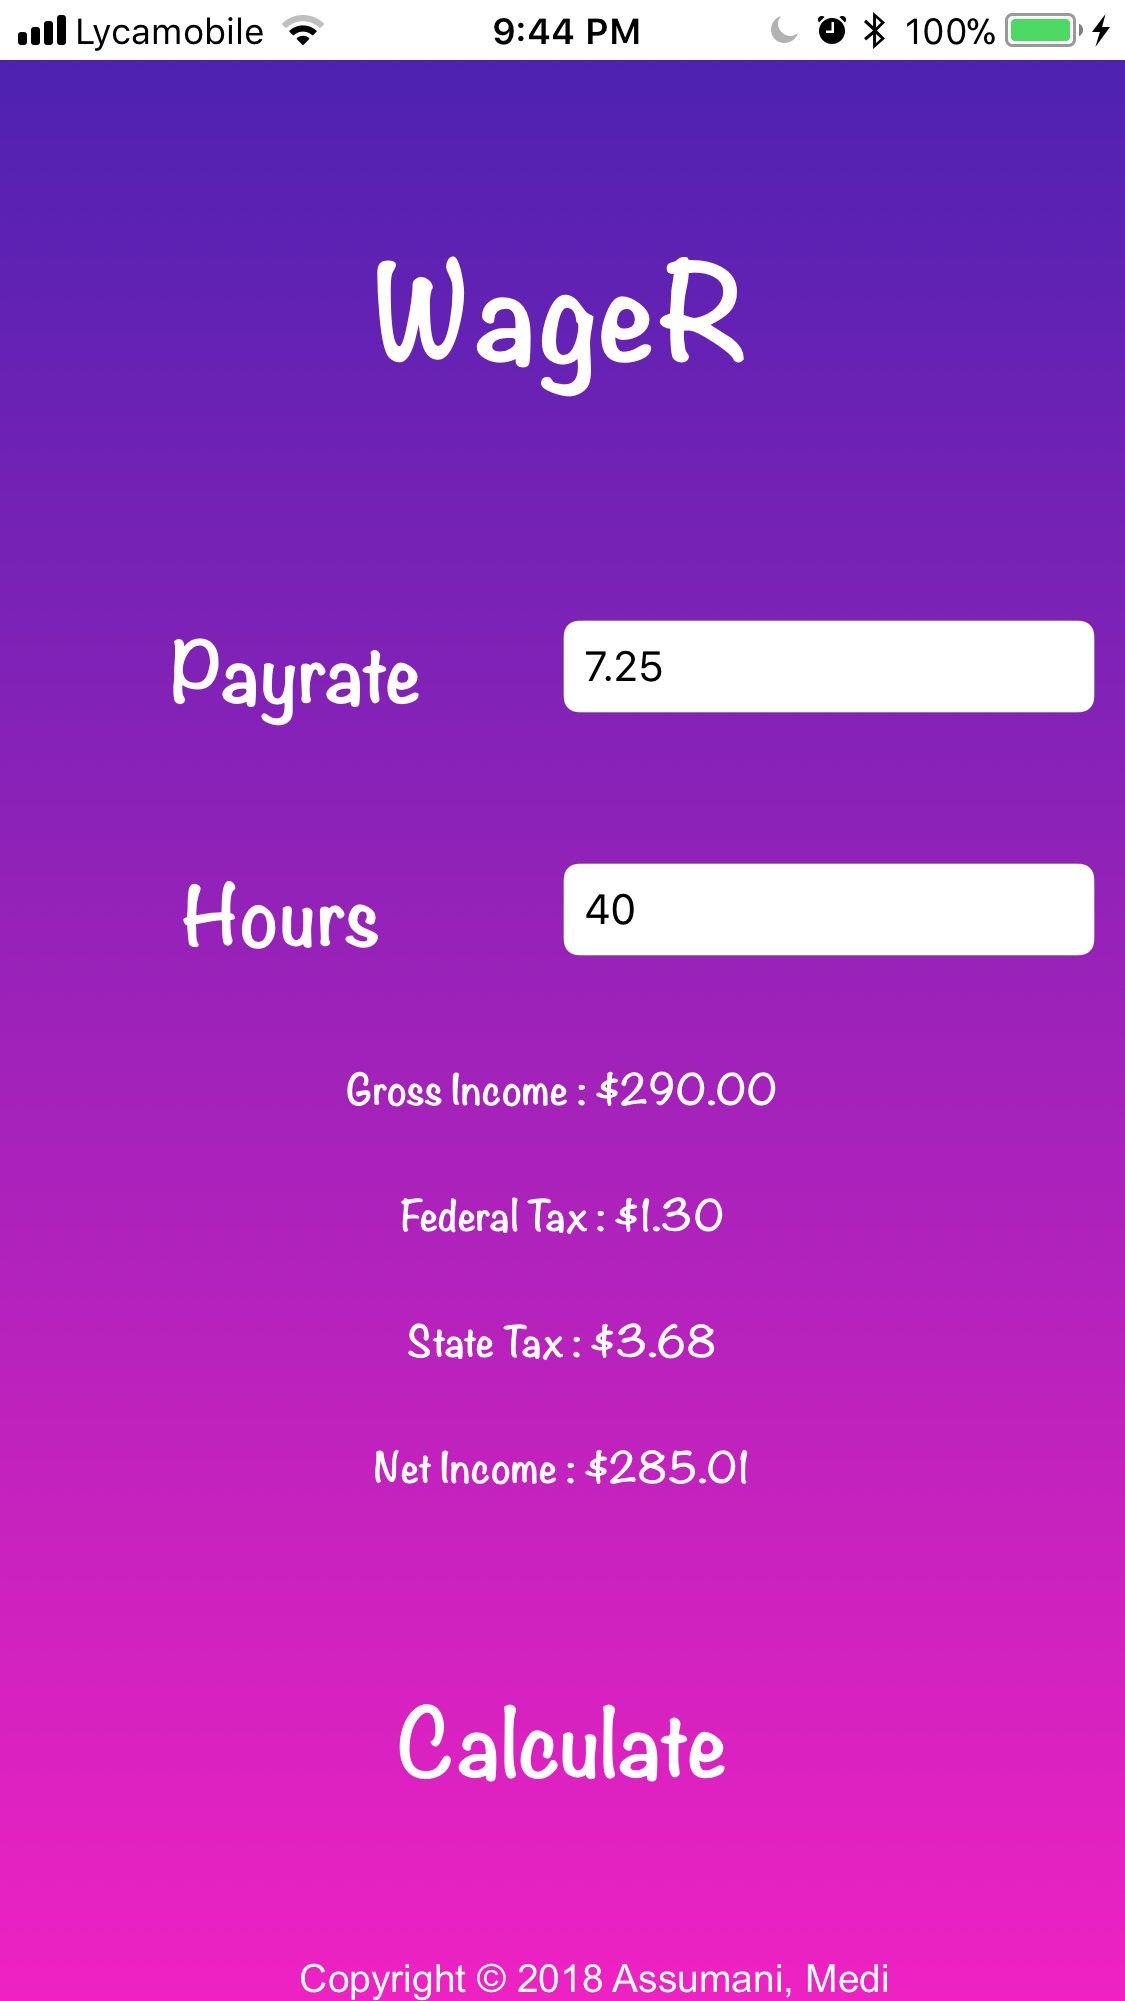 Lycamobile 9:44 PM 100%
WageR
Payrate 7.25
Hours 40
Gross Income : $290.00
Federal Tax : $1.30
State Tax : $3.68
Net Income : $285.01
Calculate
Copyright © 2018 Assumani, Medi